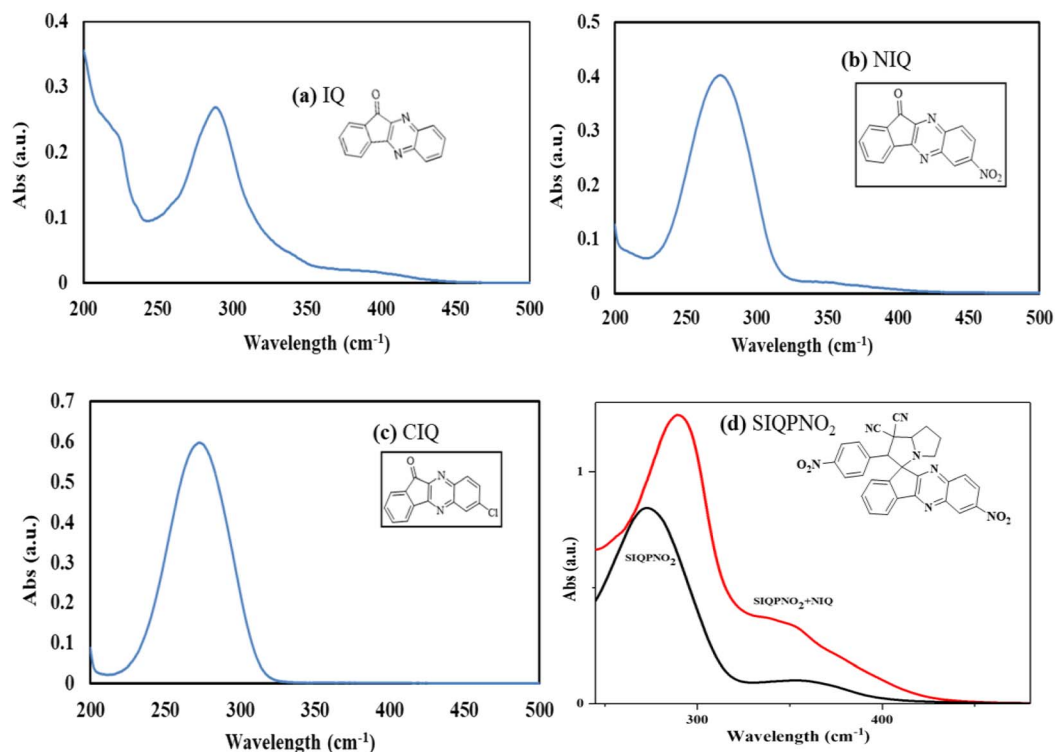 0.4
0.3
0.2
0.1
0
Abs (a.u.)
(a) IQ
O
N
N
200 250 300 350 400 450 500
Wavelength (cm-1)
0.5
0.4
0.3
0.2
0.1
0
Abs (a.u.)
(b) NIQ
O
N
N
NO2
200 250 300 350 400 450 500
Wavelength (cm-1)
0.7
0.6
0.5
0.4
0.3
0.2
0.1
0
Abs (a.u.)
(c) CIQ
O
N
N
Cl
200 250 300 350 400 450 500
Wavelength (cm-1)
1
0
Abs (a.u.)
(d) SIQPNO2
NC CN
O2N
N
N
N
NO2
SIQPNO2
SIQPNO2+NIQ
300 400
Wavelength (cm-1)